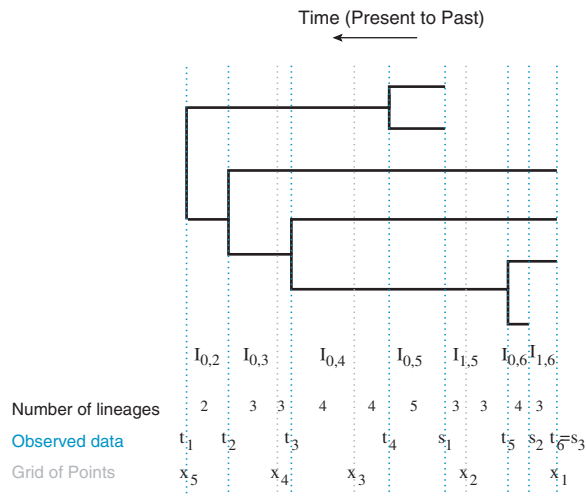 Time (Present to Past)
I0,2 I0,3 I0,4 I0,5 I1,5 I0,6 I1,6
Number of lineages 2 3 3 4 4 5 3 3 4 3
Observed data t1 t2 t3 t4 s1 t5 s2 t6=s3
Grid of Points x5 x4 x3 x2 x1